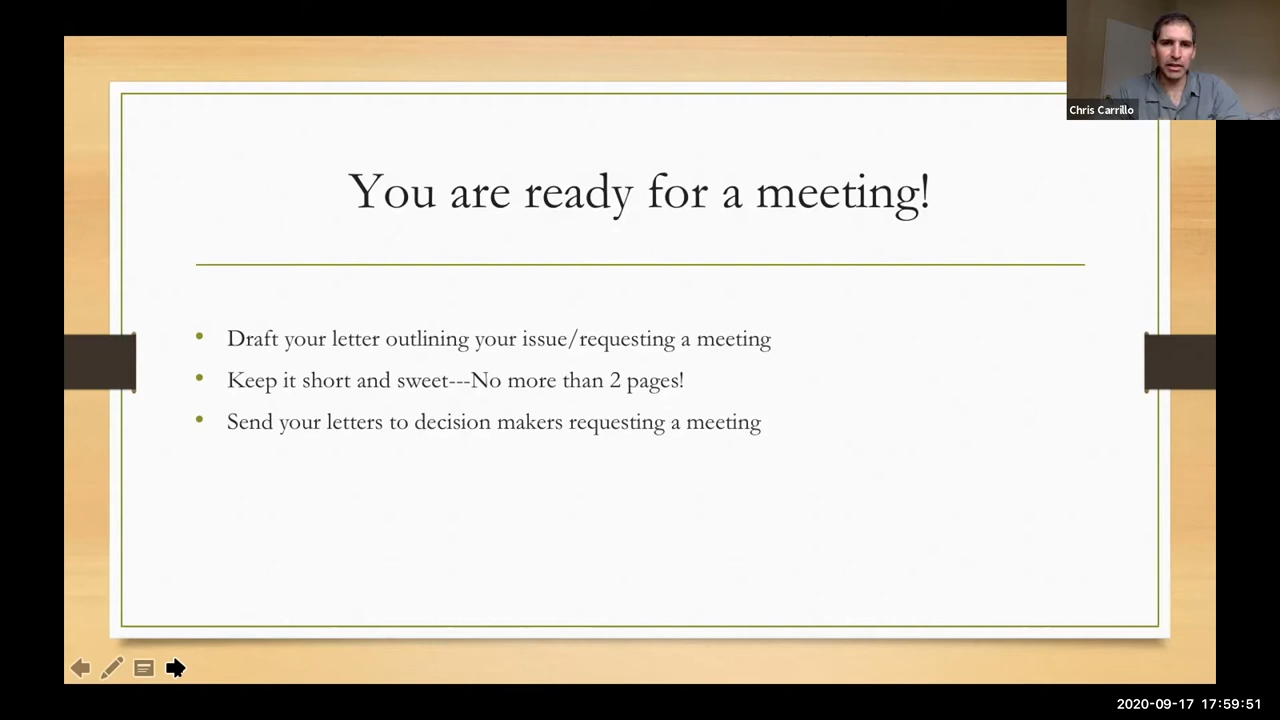 Chris Carrillo
You are ready for a meeting!
• Draft your letter outlining your issue/requesting a meeting
• Keep it short and sweet---No more than 2 pages!
• Send your letters to decision makers requesting a meeting
2020-09-17 17:59:51